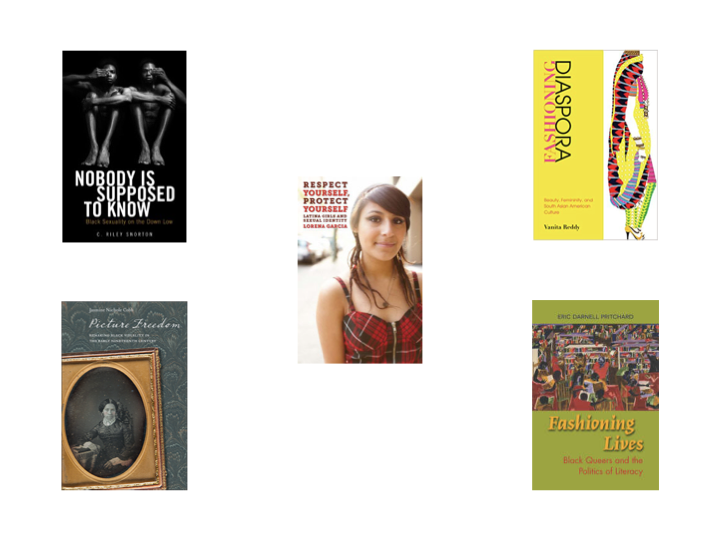 NOBODY IS
SUPPOSED
TO KNOW
Black Sexuality on the Down Low
C. RILEY SNORTON
RESPECT
YOURSELF,
PROTECT
YOURSELF
LATINA GIRLS AND
SEXUAL IDENTITY
LORENA GARCIA
FASHIONING
DIASPORA
Beauty, Femininity, and
South Asian American
Culture
Vanita Reddy
Jasmine Nichole Cobb
Picture Freedom
REMAKING BLACK VISUALITY IN
THE EARLY NINETEENTH CENTURY
ERIC DARNELL PRITCHARD
Fashioning
Lives
Black Queers and the
Politics of Literacy